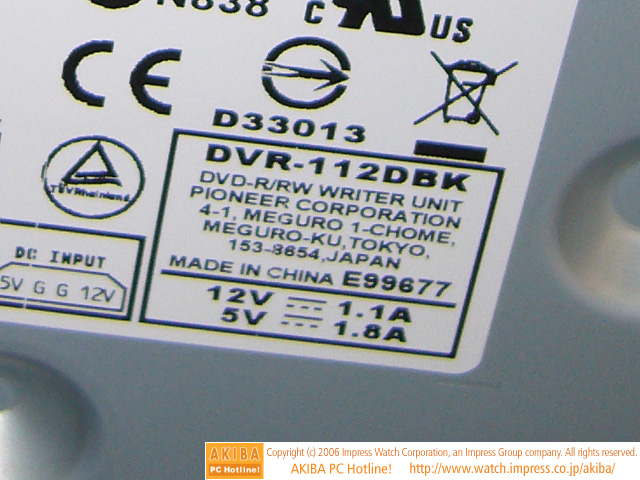 N838
C US
D33013
TÜVRheinland
DVR-112DBK
DVD-R/RW WRITER UNIT
PIONEER CORPORATION
4-1, MEGURO 1-CHOME,
MEGURO-KU,TOKYO,
153-8654,JAPAN
MADE IN CHINA E99677
12V 1.1A
5V 1.8A
DC INPUT
5V G G 12V
AKIBA
PC Hotline!
Copyright (c) 2006 Impress Watch Corporation, an Impress Group company. All rights reserved.
AKIBA PC Hotline! http://www.watch.impress.co.jp/akiba/